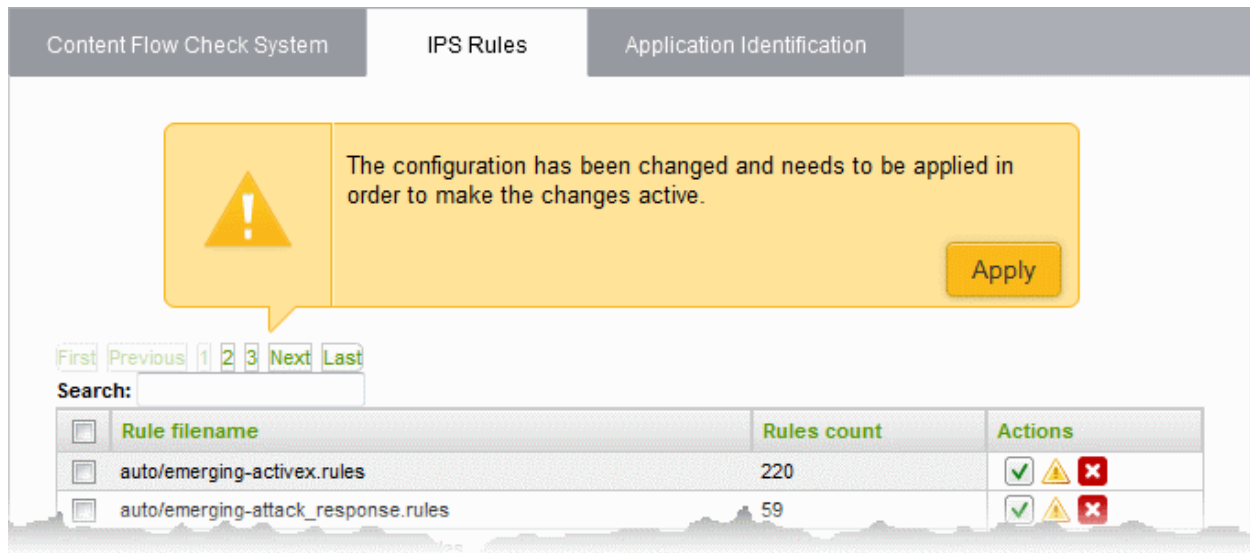 Content Flow Check System IPS Rules Application Identification
The configuration has been changed and needs to be applied in
order to make the changes active.
Apply
First Previous 1 2 3 Next Last
Search:
Rule filename Rules count Actions
auto/emerging-activex.rules 220
auto/emerging-attack_response.rules 59